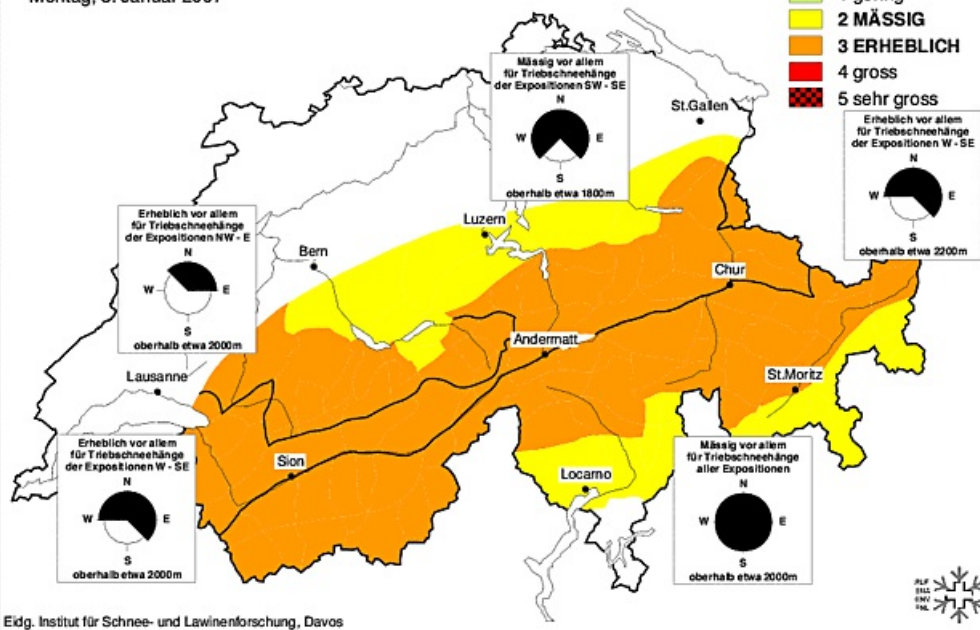 2 MÄSSIG
3 ERHEBLICH
4 gross
5 sehr gross
Mässig vor allem
für Triebschneehänge
der Expositionen SW - SE
N
W E
S
oberhalb etwa 1800m
St.Gallen
Erheblich vor allem
für Triebschneehänge
der Expositionen W - SE
N
W E
S
oberhalb etwa 2200m
Erheblich vor allem
für Triebschneehänge
der Expositionen NW - E
N
W E
S
oberhalb etwa 2000m
Luzern
Bern
Chur
Andermatt
Lausanne
St.Moritz
Erheblich vor allem
für Triebschneehänge
der Expositionen W - SE
N
W E
S
oberhalb etwa 2000m
Sion
Locarno
Mässig vor allem
für Triebschneehänge
aller Expositionen
N
W E
S
oberhalb etwa 2000m
Eidg. Institut für Schnee- und Lawinenforschung, Davos